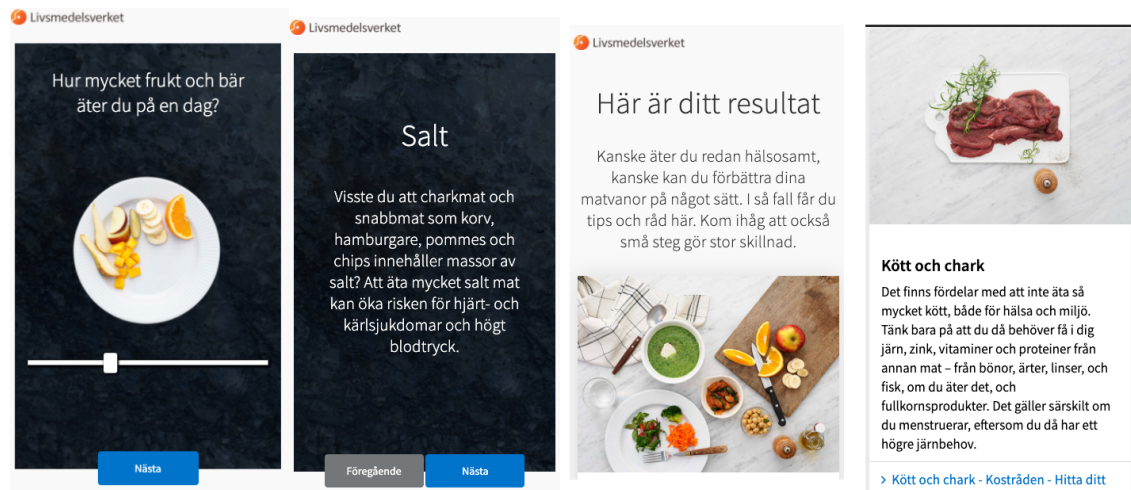 Livsmedelsverket
Hur mycket frukt och bär
äter du på en dag?
Nästa
Livsmedelsverket
Salt
Visste du att charkmat och
snabbmat som korv,
hamburgare, pommes och
chips innehåller massor av
salt? Att äta mycket salt mat
kan öka risken för hjärt- och
kärlsjukdomar och högt
blodtryck.
Föregående
Nästa
Livsmedelsverket
Här är ditt resultat
Kanske äter du redan hälsosamt,
kanske kan du förbättra dina
matvanor på något sätt. I så fall får du
tips och råd här. Kom ihåg att också
små steg gör stor skillnad.
Kött och chark
Det finns fördelar med att inte äta så
mycket kött, både för hälsa och miljö.
Tänk bara på att du då behöver få i dig
järn, zink, vitaminer och proteiner från
annan mat – från bönor, ärter, linser, och
fisk, om du äter det, och
fullkornsprodukter. Det gäller särskilt om
du menstruerar, eftersom du då har ett
högre järnbehov.
> Kött och chark - Kostråden - Hitta ditt